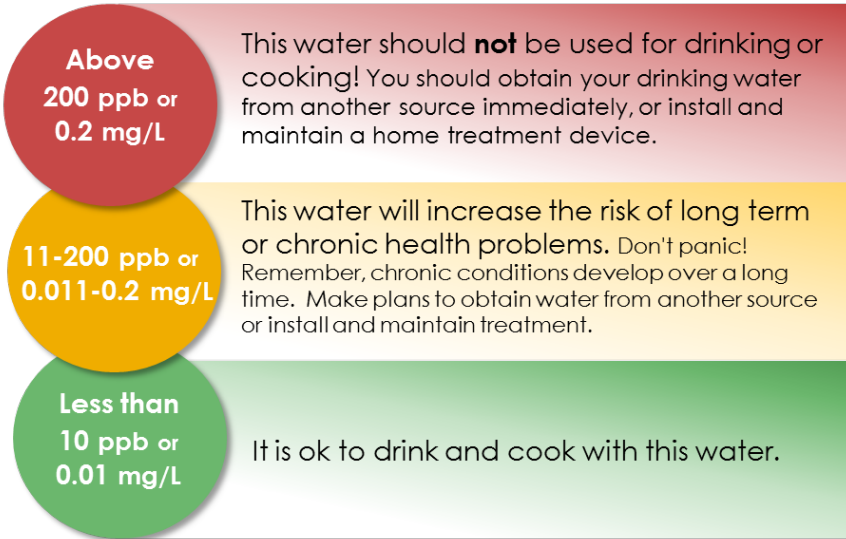 Above
200 ppb or
0.2 mg/L
This water should not be used for drinking or
cooking! You should obtain your drinking water
from another source immediately, or install and
maintain a home treatment device.
11-200 ppb or
0.011-0.2 mg/L
This water will increase the risk of long term
or chronic health problems. Don't panic!
Remember, chronic conditions develop over a long
time. Make plans to obtain water from another source
or install and maintain treatment.
Less than
10 ppb or
0.01 mg/L
It is ok to drink and cook with this water.